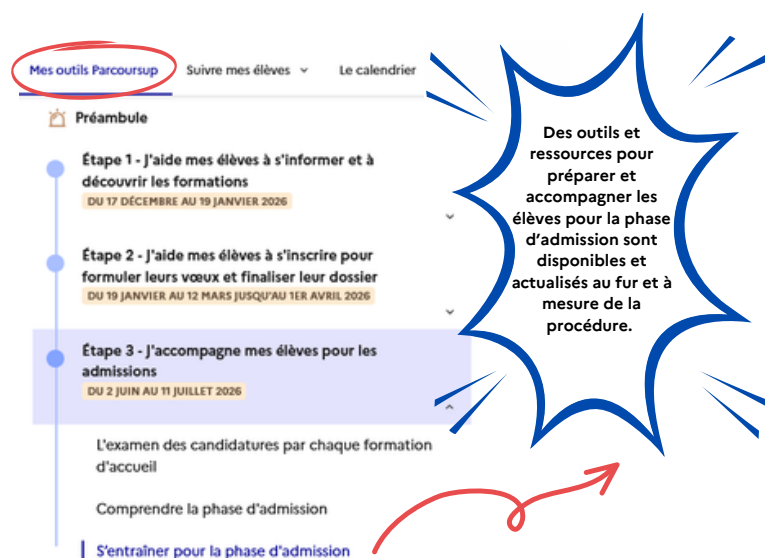 Mes outils Parcoursup
Suivre mes élèves
Le calendrier
Préambule
Étape 1 - J'aide mes élèves à s'informer et à
découvrir les formations
DU 17 DÉCEMBRE AU 19 JANVIER 2026
Étape 2 - J'aide mes élèves à s'inscrire pour
formuler leurs vœux et finaliser leur dossier
DU 19 JANVIER AU 12 MARS JUSQU'AU 1ER AVRIL 2026
Étape 3 - J'accompagne mes élèves pour les
admissions
DU 2 JUIN AU 11 JUILLET 2026
L'examen des candidatures par chaque formation
d'accueil
Comprendre la phase d'admission
S'entraîner pour la phase d'admission
Des outils et
ressources pour
préparer et
accompagner les
élèves pour la phase
d’admission sont
disponibles et
actualisés au fur et à
mesure de la
procédure.